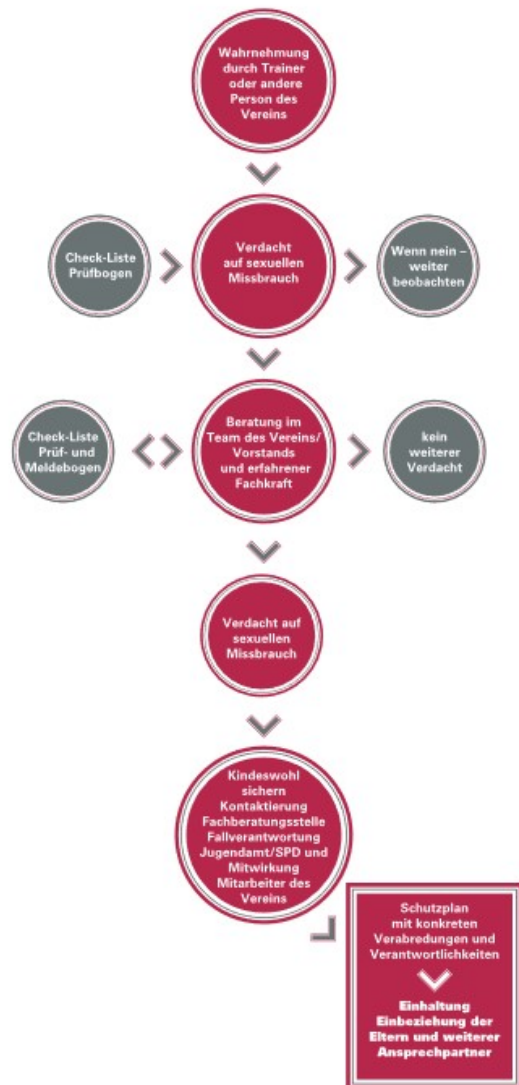 Wahrnehmung
durch Trainer
oder andere
Person des
Vereins
Check-Liste
Prüfbogen
Verdacht
auf sexuellen
Missbrauch
Wenn nein –
weiter
beobachten
Check-Liste
Prüf- und
Meldebogen
Beratung im
Team des Vereins/
Vorstands
und erfahrener
Fachkraft
kein
weiterer
Verdacht
Verdacht auf
sexuellen
Missbrauch
Kindeswohl
sichern
Kontaktierung
Fachberatungsstelle
Fallverantwortung
Jugendamt/SPD und
Mitwirkung
Mitarbeiter des
Vereins
Schutzplan
mit konkreten
Verabredungen und
Verantwortlichkeiten
Einhaltung
Einbeziehung der
Eltern und weiterer
Ansprechpartner